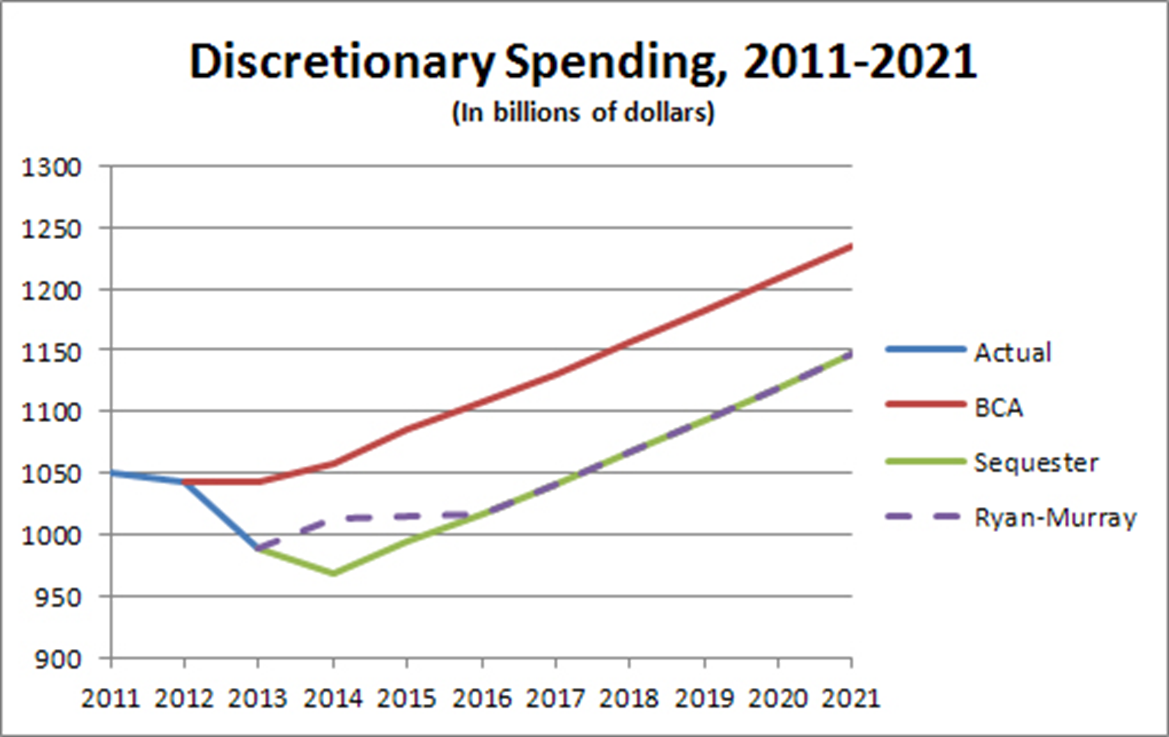 Discretionary Spending, 2011-2021
(In billions of dollars)
1300
1250
1200
1150
1100
1050
1000
950
900
2011 2012 2013 2014 2015 2016 2017 2018 2019 2020 2021
Actual
BCA
Sequester
Ryan-Murray